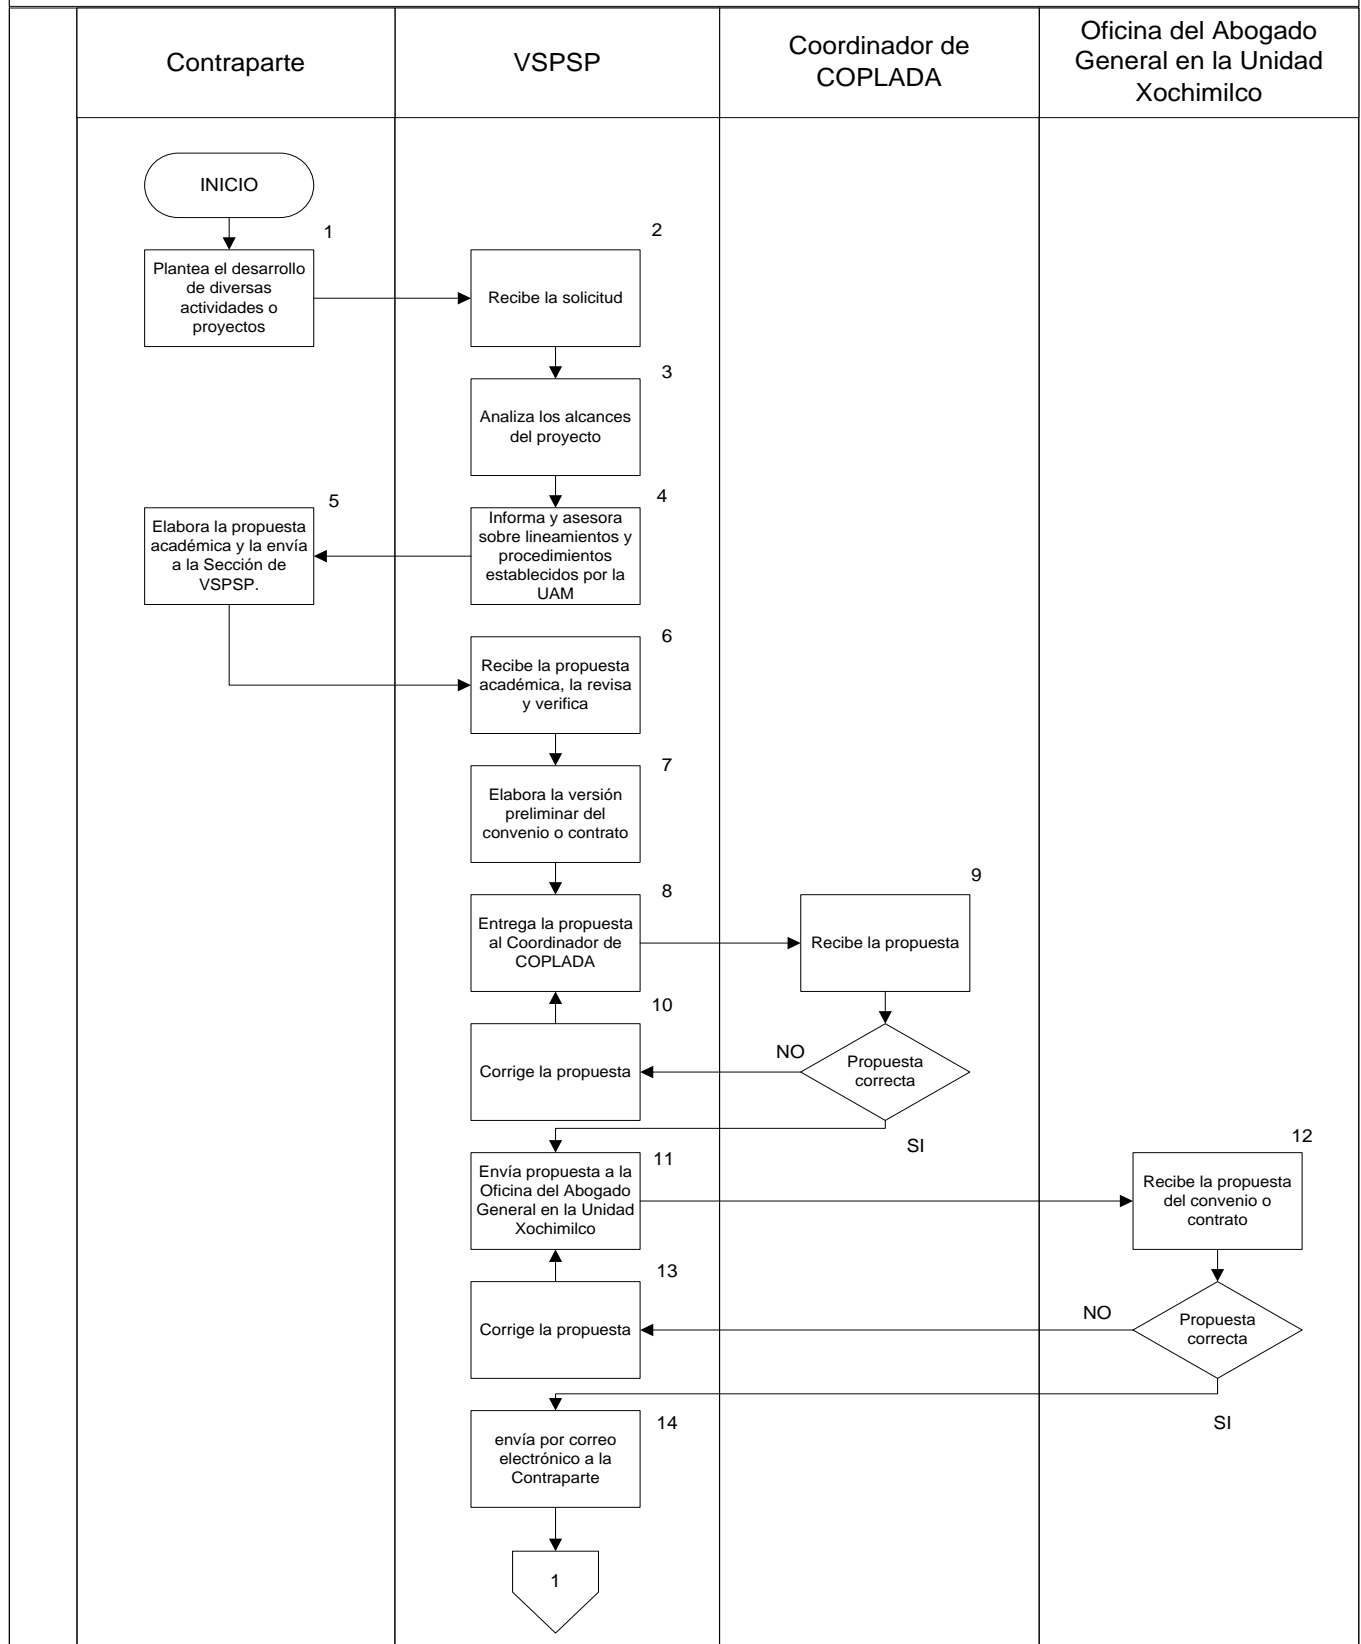 Contraparte
VSPSP
Coordinador de
COPLADA
Oficina del Abogado
General en la Unidad
Xochimilco
INICIO
1
Plantea el desarrollo
de diversas
actividades o
proyectos
2
Recibe la solicitud
3
Analiza los alcances
del proyecto
4
Informa y asesora
sobre lineamientos y
procedimientos
establecidos por la
UAM
5
Elabora la propuesta
académica y la envía
a la Sección de
VSPSP.
6
Recibe la propuesta
académica, la revisa
y verifica
7
Elabora la versión
preliminar del
convenio o contrato
8
Entrega la propuesta
al Coordinador de
COPLADA
9
Recibe la propuesta
10
Corrige la propuesta
NO
Propuesta
correcta
SI
11
Envía propuesta a la
Oficina del Abogado
General en la Unidad
Xochimilco
12
Recibe la propuesta
del convenio o
contrato
13
Corrige la propuesta
NO
Propuesta
correcta
SI
14
envía por correo
electrónico a la
Contraparte
1